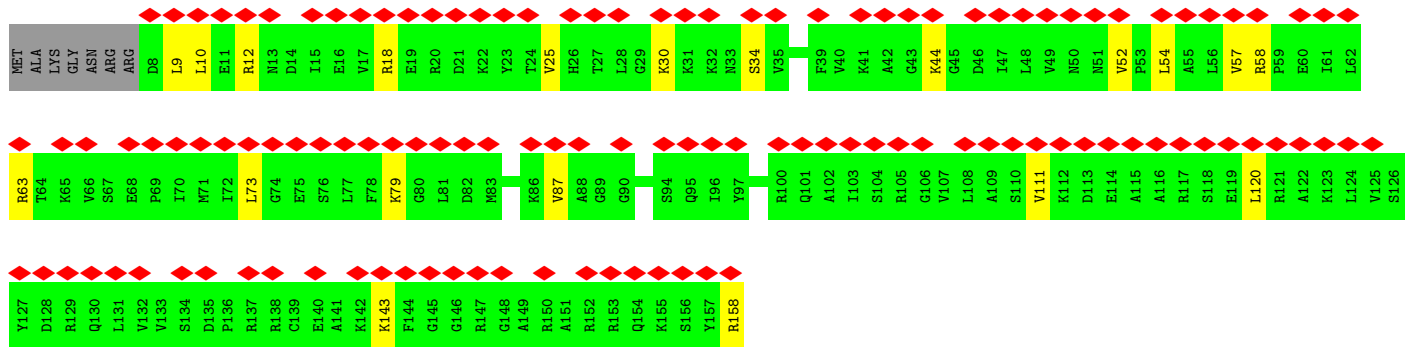 MET ALA LYS GLY ASN ARG ARG D8 L9 L10 E11 R12 N13 D14 I15 E16 V17 R18 E19 R20 D21 K22 Y23 T24 V25 H26 T27 L28 G29 K30 K31 K32 N33 S34 V35 F39 V40 K41 A42 G43 K44 G45 D46 I47 L48 V49 N50 N51 V52 P53 L54 A55 L56 V57 R58 P59 E60 I61 L62
R63 T64 K65 V66 S67 E68 P69 I70 M71 I72 L73 G74 E75 S76 L77 F78 K79 G80 L81 D82 M83 K86 V87 A88 G89 G90 S94 Q95 I96 Y97 R100 Q101 A102 I103 S104 R105 G106 V107 L108 A109 S110 V111 K112 D113 E114 A115 A116 R117 S118 E119 L120 R121 A122 K123 L124 V125 S126
Y127 D128 R129 Q130 L131 V132 V133 S134 D135 P136 R137 R138 C139 E140 A141 K142 K143 F144 G145 G146 R147 G148 A149 R150 A151 R152 R153 Q154 K155 S156 Y157 R158